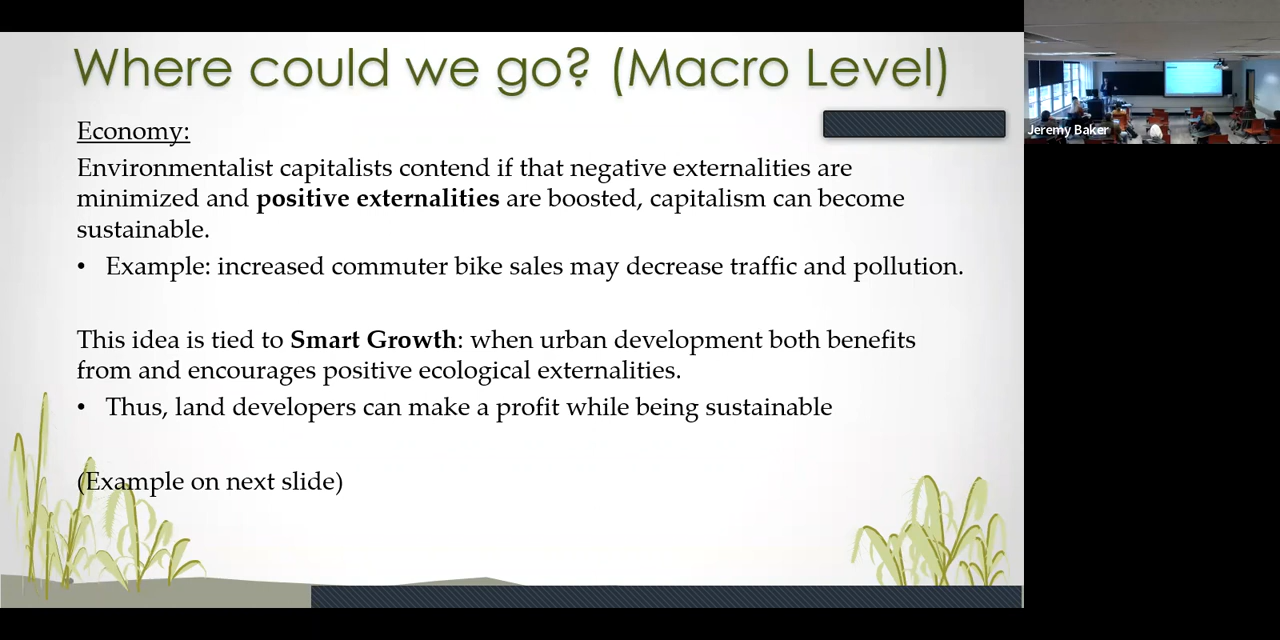 Where could we go? (Macro Level)
Economy:
Environmentalist capitalists contend if that negative externalities are
minimized and positive externalities are boosted, capitalism can become
sustainable.
• Example: increased commuter bike sales may decrease traffic and pollution.
This idea is tied to Smart Growth: when urban development both benefits
from and encourages positive ecological externalities.
• Thus, land developers can make a profit while being sustainable
(Example on next slide)
Jeremy Baker